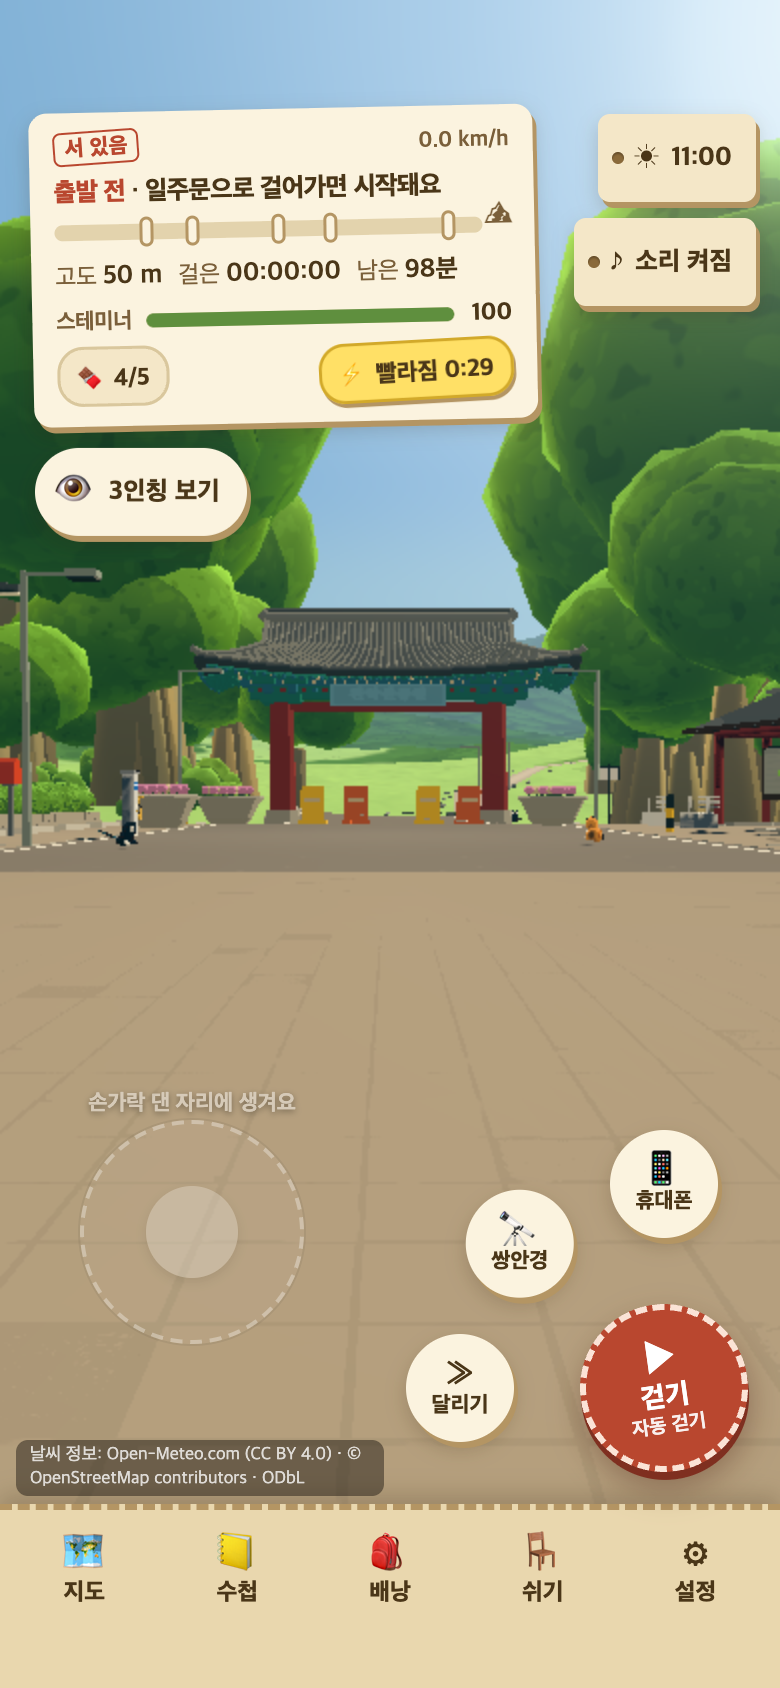 서 있음
0.0 km/h
출발 전 · 일주문으로 걸어가면 시작돼요
고도 50 m 걸은 00:00:00 남은 98분
스테미너 100
4/5
빨라짐 0:29
11:00
소리 켜짐
3인칭 보기
손가락 댄 자리에 생겨요
휴대폰
쌍안경
달리기
걷기
자동 걷기
날씨 정보: Open-Meteo.com (CC BY 4.0) · ©
OpenStreetMap contributors · ODbL
지도
수첩
배낭
쉬기
설정